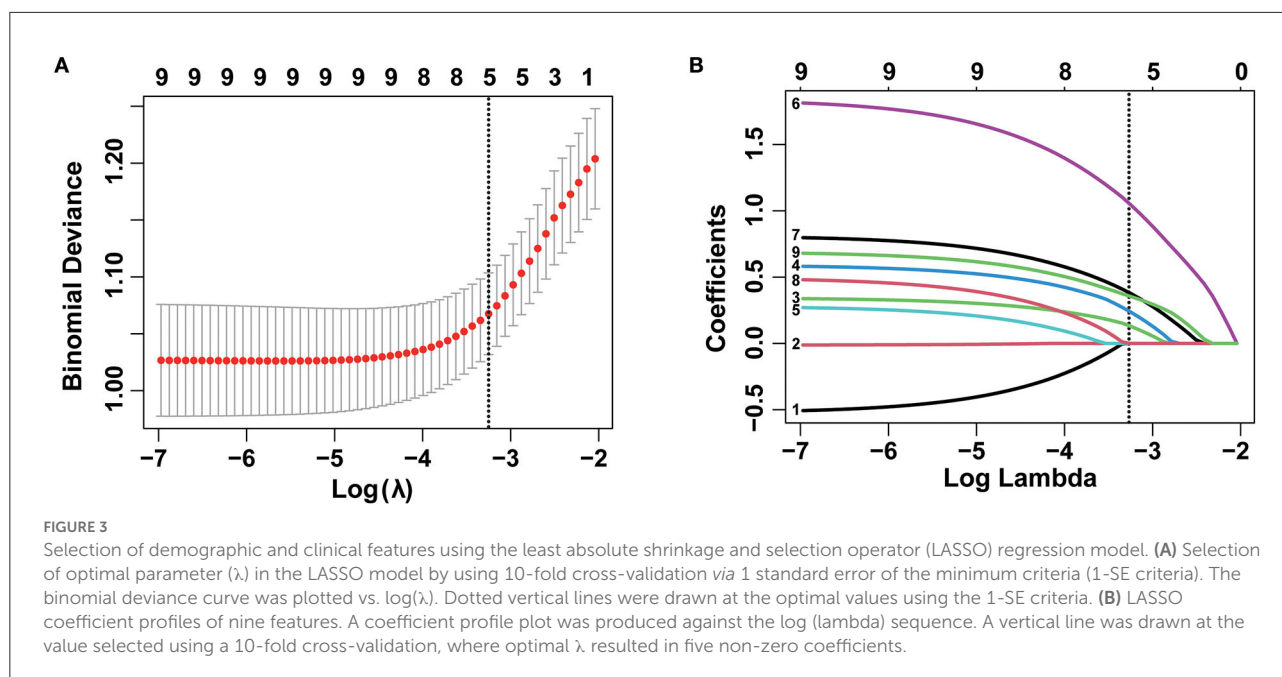 A
9 9 9 9 9 9 9 9 8 8 5 5 3 1
Binomial Deviance
1.20
1.10
1.00
−7 −6 −5 −4 −3 −2
Log(λ)
B
9 9 9 8 5 0
Coefficients
1.5
1.0
0.5
0.0
−0.5
6
7
9
4
8
3
5
2
1
−7 −6 −5 −4 −3 −2
Log Lambda
FIGURE 3
Selection of demographic and clinical features using the least absolute shrinkage and selection operator (LASSO) regression model. (A) Selection
of optimal parameter (λ) in the LASSO model by using 10-fold cross-validation via 1 standard error of the minimum criteria (1-SE criteria). The
binomial deviance curve was plotted vs. log(λ). Dotted vertical lines were drawn at the optimal values using the 1-SE criteria. (B) LASSO
coefficient profiles of nine features. A coefficient profile plot was produced against the log (lambda) sequence. A vertical line was drawn at the
value selected using a 10-fold cross-validation, where optimal λ resulted in five non-zero coefficients.